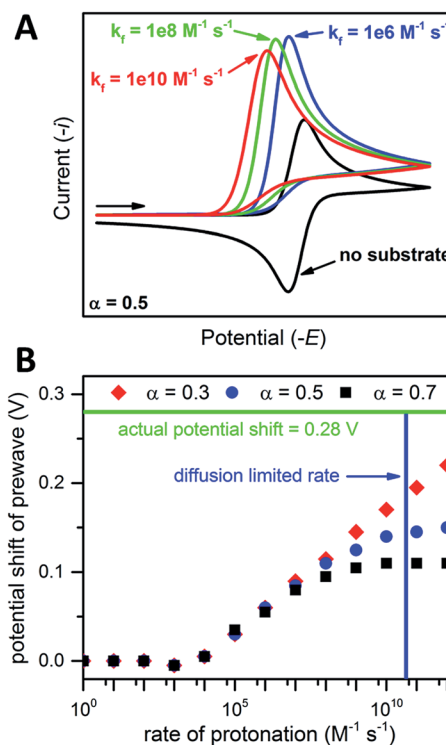 A
k_f = 1e8 M⁻¹ s⁻¹
k_f = 1e6 M⁻¹ s⁻¹
k_f = 1e10 M⁻¹ s⁻¹
Current (-i)
no substrate
α = 0.5
Potential (-E)
B
0.3
α = 0.3 α = 0.5 α = 0.7
actual potential shift = 0.28 V
diffusion limited rate
0.2
0.1
0.0
potential shift of prewave (V)
10⁰ 10⁵ 10¹⁰
rate of protonation (M⁻¹ s⁻¹)